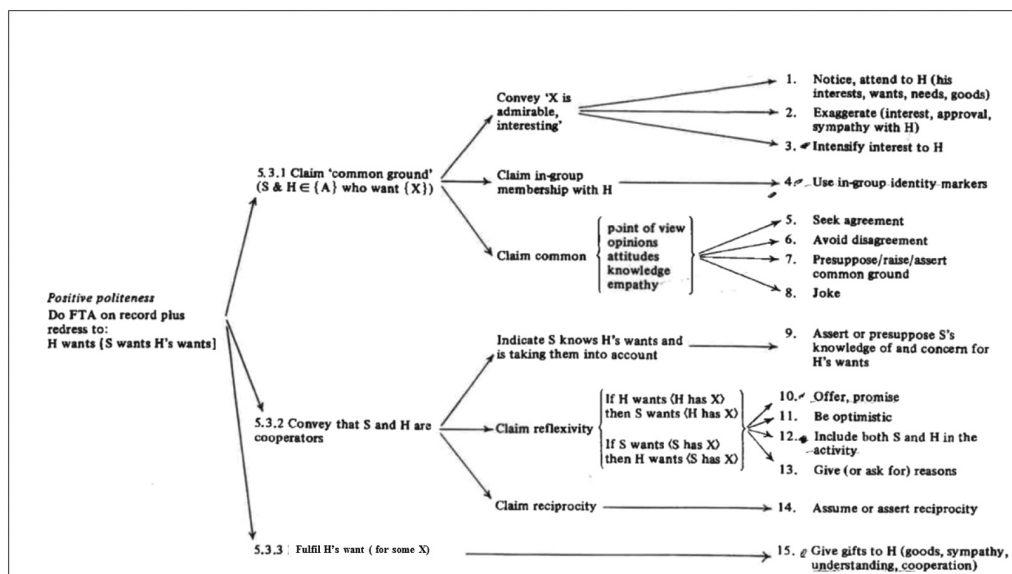 Convey ‘X is
admirable,
interesting’
1. Notice, attend to H (his
interests, wants, needs, goods)
2. Exaggerate (interest, approval,
sympathy with H)
3. Intensify interest to H
5.3.1 Claim ‘common ground’
(S & H ∈ {A} who want {X})
Claim in-group
membership with H
4. Use in-group identity markers
Claim common
point of view
opinions
attitudes
knowledge
empathy
5. Seek agreement
6. Avoid disagreement
7. Presuppose/raise/assert
common ground
8. Joke
Positive politeness
Do FTA on record plus
redress to:
H wants [S wants H's wants]
Indicate S knows H's wants and
is taking them into account
9. Assert or presuppose S's
knowledge of and concern for
H's wants
5.3.2 Convey that S and H are
cooperators
Claim reflexivity
If H wants ⟨H has X⟩
then S wants ⟨H has X⟩
If S wants ⟨S has X⟩
then H wants ⟨S has X⟩
10. Offer, promise
11. Be optimistic
12. Include both S and H in the
activity
13. Give (or ask for) reasons
Claim reciprocity
14. Assume or assert reciprocity
5.3.3 Fulfil H's want ( for some X)
15. Give gifts to H (goods, sympathy,
understanding, cooperation)